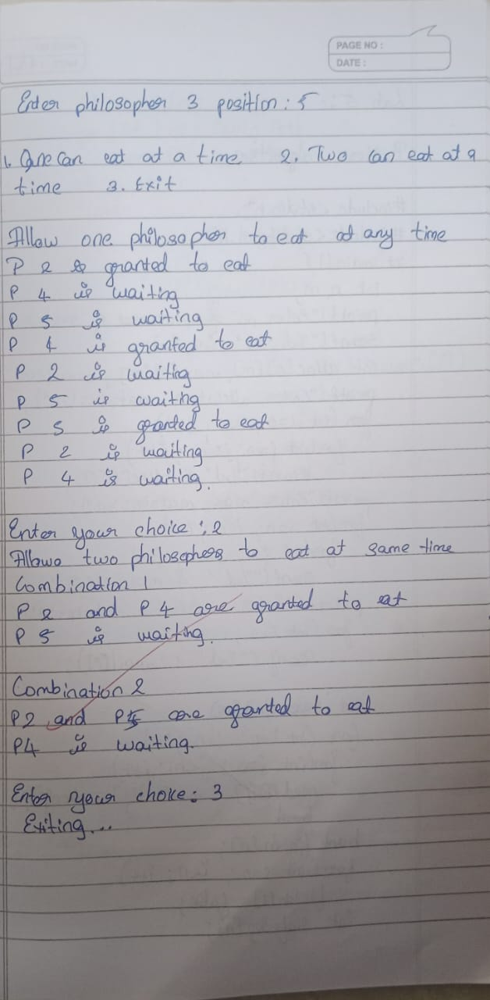 PAGE NO :
DATE :
Enter philosopher 3 position : 5
1. One can eat at a time 2. Two can eat at a
time 3. Exit
Allow one philosopher to eat at any time
P 2 is granted to eat
P 4 is waiting
P 5 is waiting
P 4 is granted to eat
P 2 is waiting
P 5 is waiting
P 5 is granted to eat
P 2 is waiting
P 4 is waiting.
Enter your choice : 2
Allowo two philosophers to eat at same time
Combination 1
P 2 and P 4 are granted to eat
P 5 is waiting.
Combination 2
P2 and P5 are granted to eat
P4 is waiting.
Enter your choice : 3
Exiting...